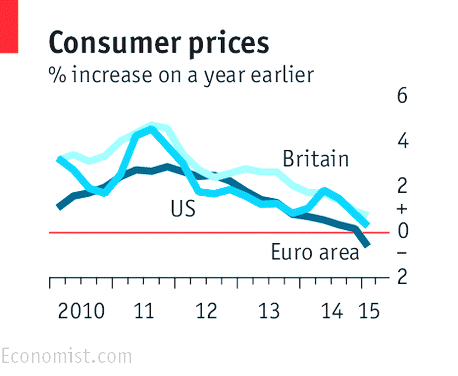 Consumer prices
% increase on a year earlier
6
4
Britain
2
US
+
0
Euro area
–
2
2010 11 12 13 14 15
Economist.com